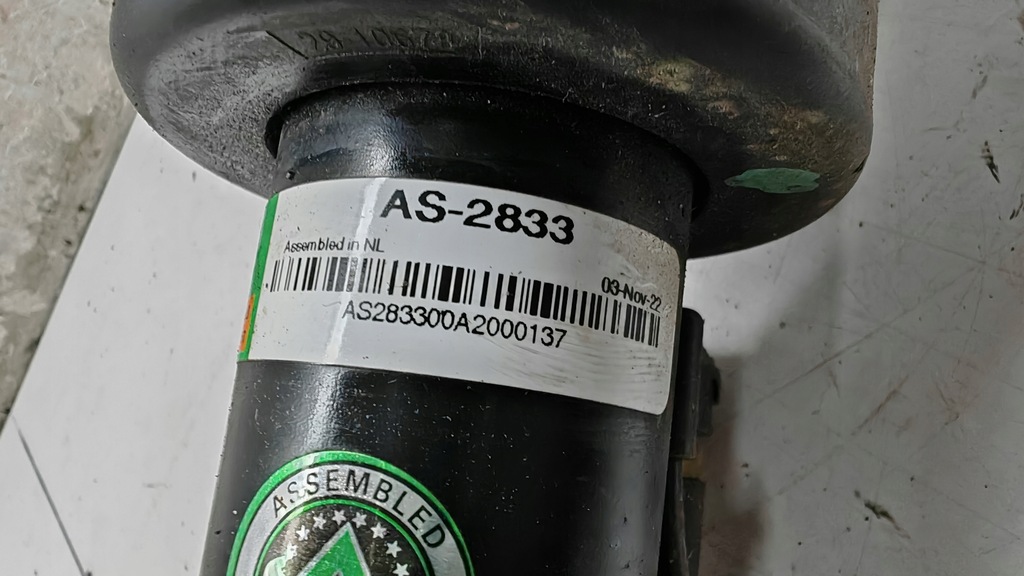 AS-2833
Assembled in NL
03-Nov-22
AS283300A2000137
ASSEMBLED